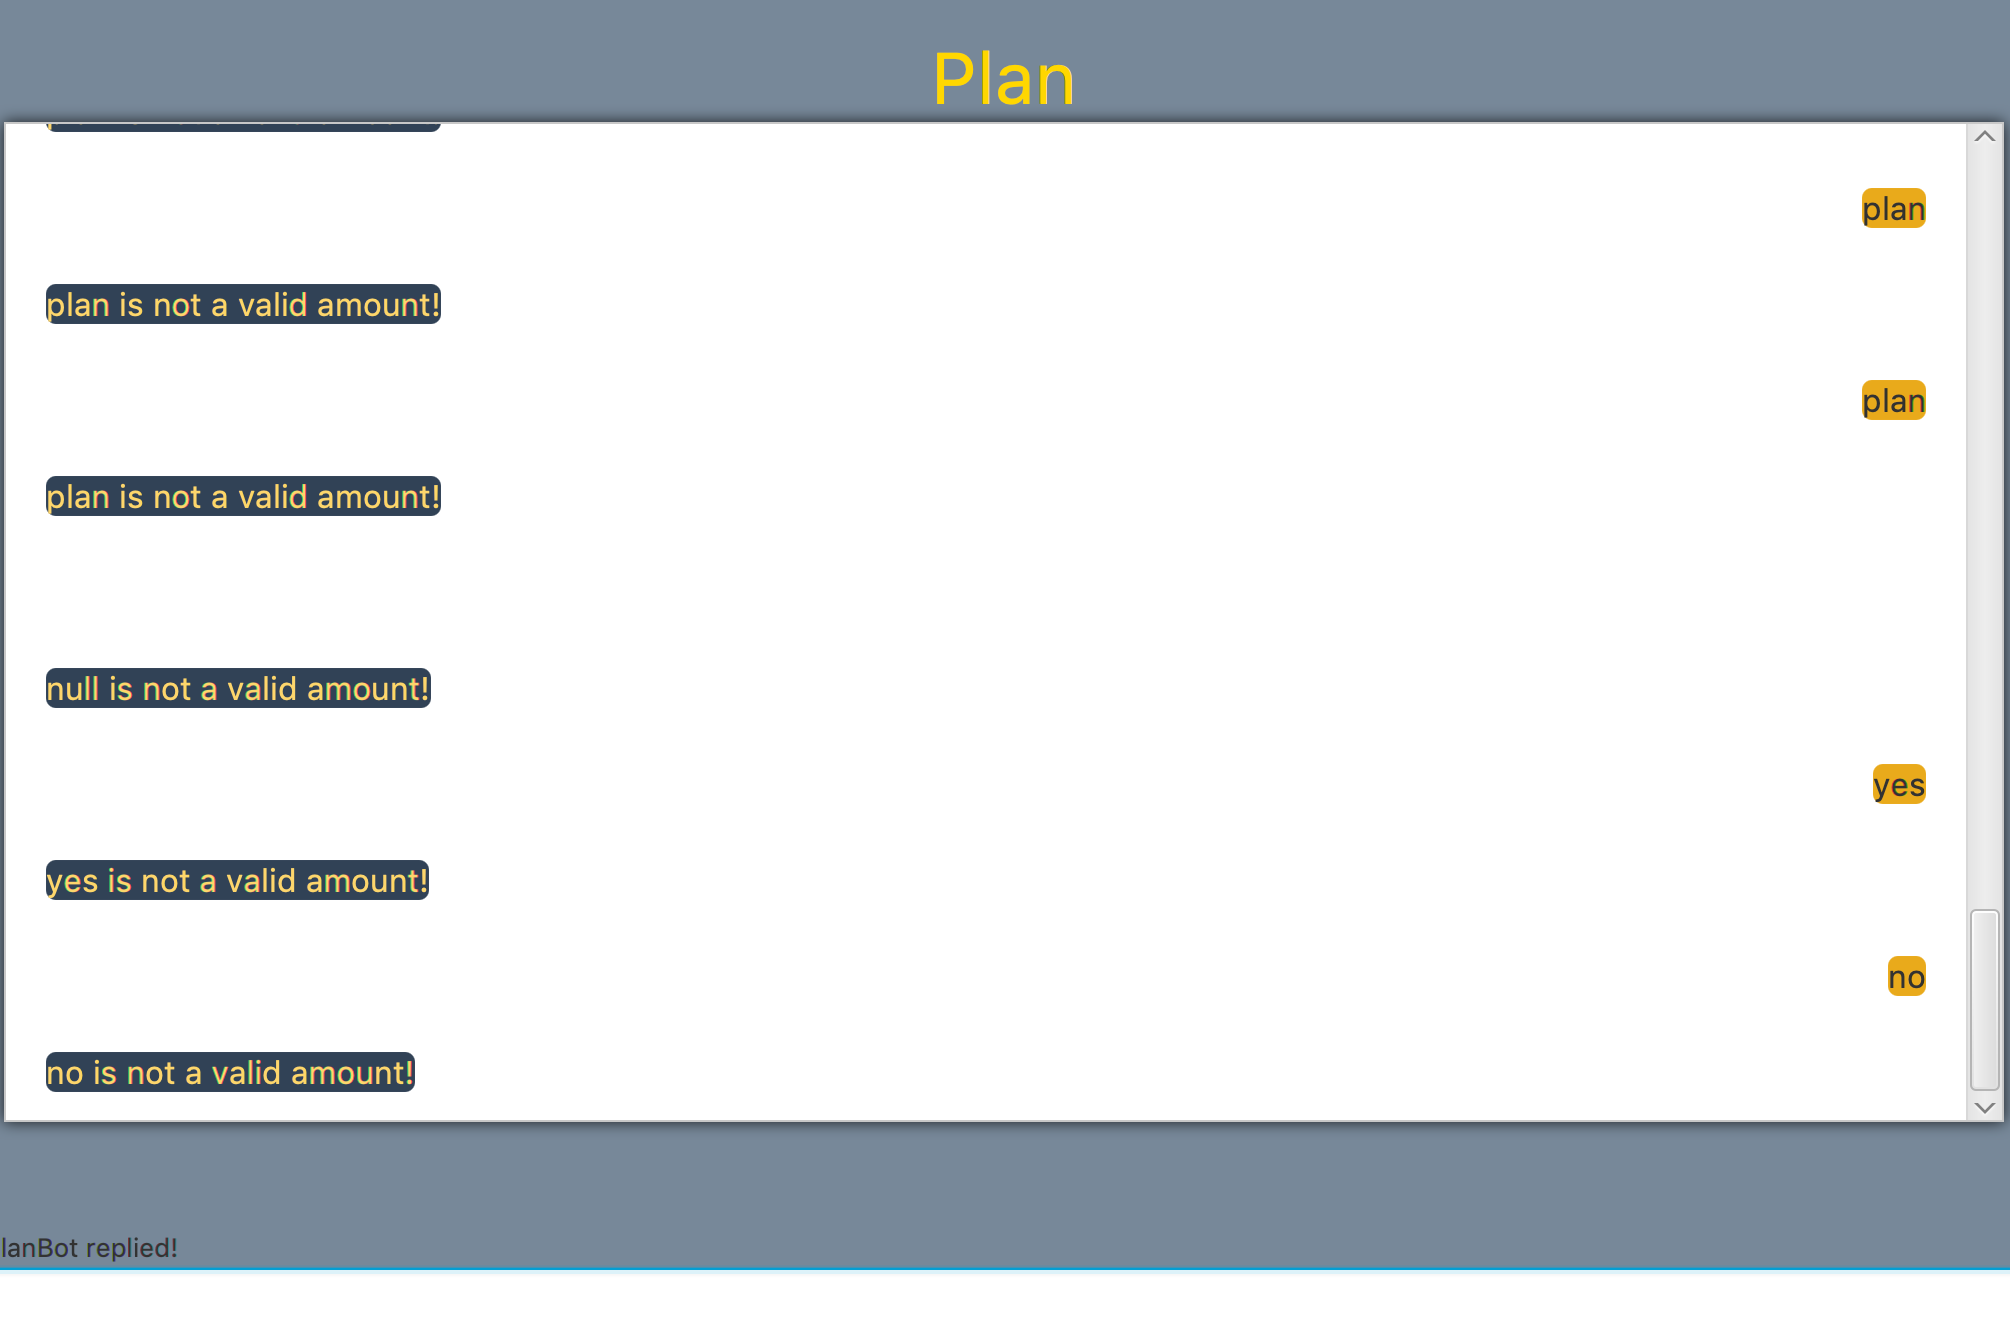 Plan
plan
plan is not a valid amount!
plan
plan is not a valid amount!
null is not a valid amount!
yes
yes is not a valid amount!
no
no is not a valid amount!
lanBot replied!